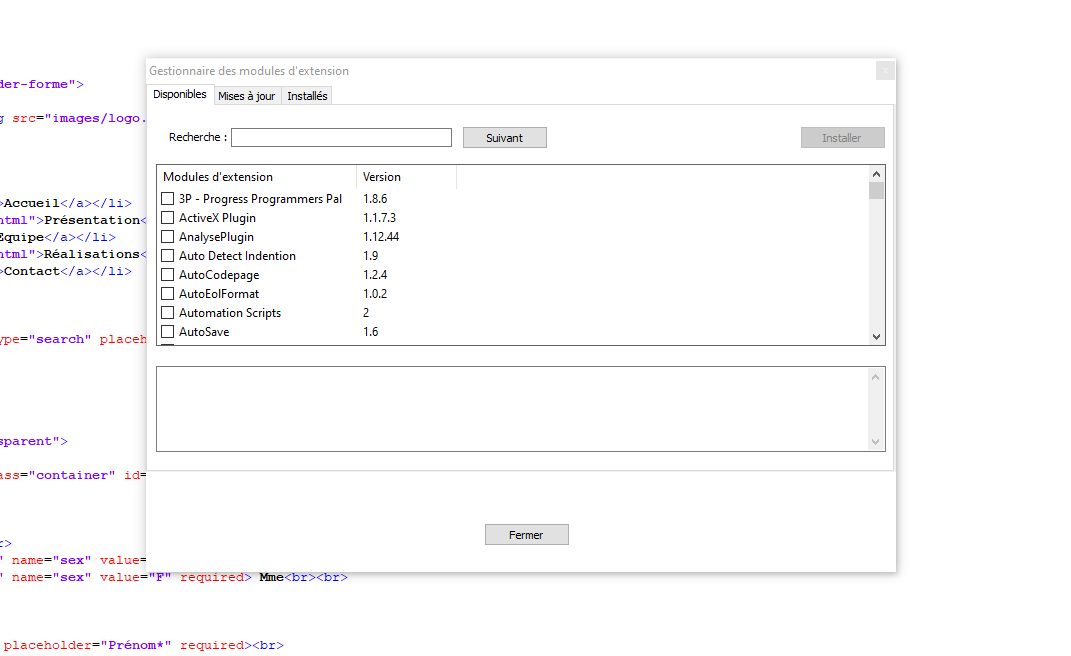 der-forme">
Gestionnaire des modules d'extension
Disponibles Mises à jour Installés
g src="images/logo.
Recherche : Suivant Installer
Modules d'extension Version
3P - Progress Programmers Pal 1.8.6
>Accueil</a></li>
ActiveX Plugin 1.1.7.3
html">Présentation<
AnalysePlugin 1.12.44
Equipe</a></li>
Auto Detect Indention 1.9
html">Réalisations<
AutoCodepage 1.2.4
>Contact</a></li>
AutoEolFormat 1.0.2
Automation Scripts 2
AutoSave 1.6
ype="search" placeh
sparent">
ass="container" id=
Fermer
r>
" name="sex" value=
" name="sex" value="F" required> Mme<br><br>
placeholder="Prénom*" required><br>